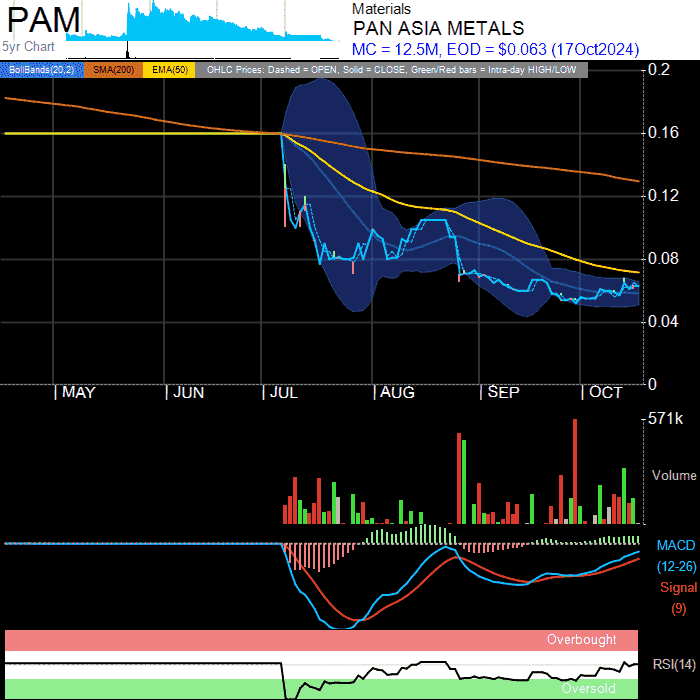 PAM
5yr Chart
Materials
PAN ASIA METALS
MC = 12.5M, EOD = $0.063 (17Oct2024)
BollBands(20,2) SMA(200) EMA(50) OHLC Prices: Dashed = OPEN, Solid = CLOSE, Green/Red bars = Intra-day HIGH/LOW
0.2
0.16
0.12
0.08
0.04
0
MAY JUN JUL AUG SEP OCT
571k
Volume
MACD
(12-26)
Signal
(9)
Overbought
RSI(14)
Oversold